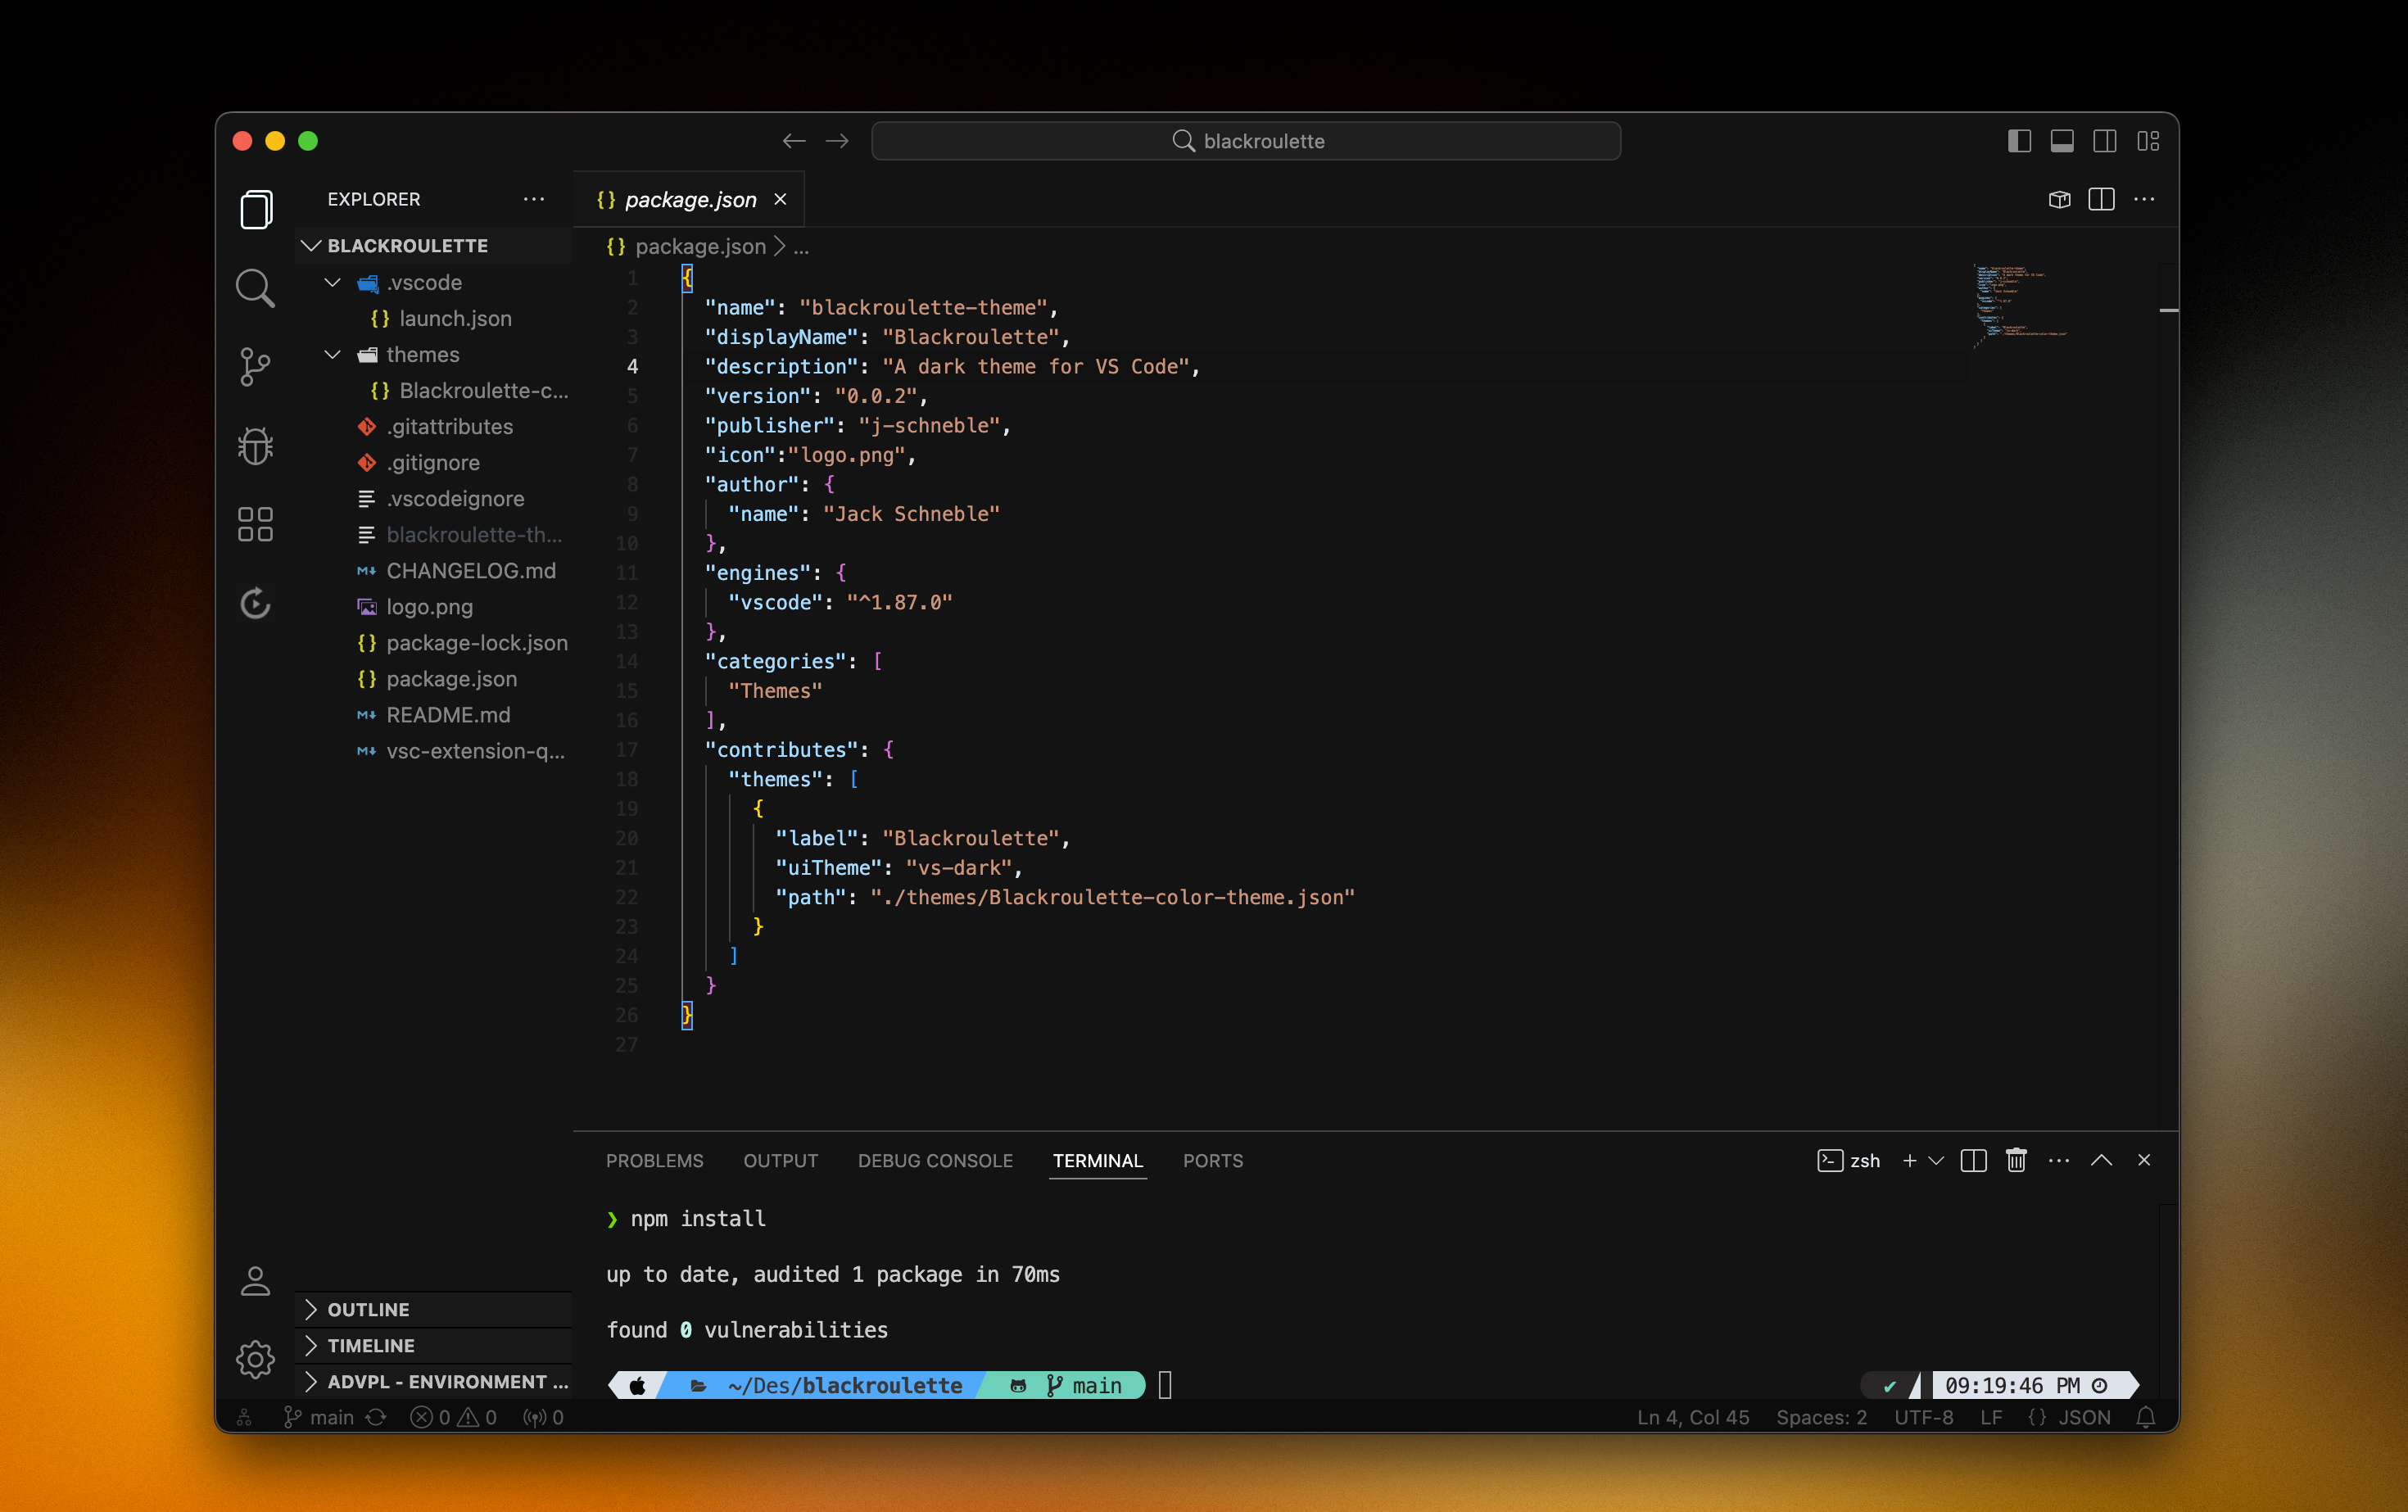 blackroulette
EXPLORER
BLACKROULETTE
.vscode
launch.json
themes
Blackroulette-c...
.gitattributes
.gitignore
.vscodeignore
blackroulette-th...
CHANGELOG.md
logo.png
package-lock.json
package.json
README.md
vsc-extension-q...
OUTLINE
TIMELINE
ADVPL - ENVIRONMENT ...
{} package.json ×
{} package.json > ...
1 {
2 "name": "blackroulette-theme",
3 "displayName": "Blackroulette",
4 "description": "A dark theme for VS Code",
5 "version": "0.0.2",
6 "publisher": "j-schneble",
7 "icon":"logo.png",
8 "author": {
9 "name": "Jack Schneble"
10 },
11 "engines": {
12 "vscode": "^1.87.0"
13 },
14 "categories": [
15 "Themes"
16 ],
17 "contributes": {
18 "themes": [
19 {
20 "label": "Blackroulette",
21 "uiTheme": "vs-dark",
22 "path": "./themes/Blackroulette-color-theme.json"
23 }
24 ]
25 }
26 }
27
PROBLEMS OUTPUT DEBUG CONSOLE TERMINAL PORTS zsh
❯ npm install
up to date, audited 1 package in 70ms
found 0 vulnerabilities
~/Des/blackroulette main 09:19:46 PM
main 0 0 0 Ln 4, Col 45 Spaces: 2 UTF-8 LF {} JSON